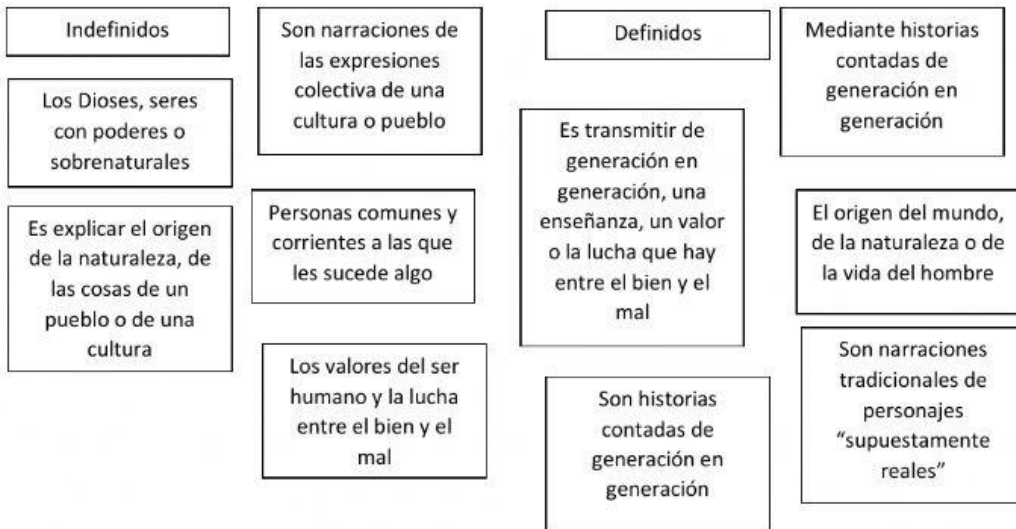 Indefinidos
Los Dioses, seres
con poderes o
sobrenaturales
Es explicar el origen
de la naturaleza, de
las cosas de un
pueblo o de una
cultura
Son narraciones de
las expresiones
colectiva de una
cultura o pueblo
Personas comunes y
corrientes a las que
les sucede algo
Los valores del ser
humano y la lucha
entre el bien y el
mal
Definidos
Es transmitir de
generación en
generación, una
enseñanza, un valor
o la lucha que hay
entre el bien y el
mal
Son historias
contadas de
generación en
generación
Mediante historias
contadas de
generación en
generación
El origen del mundo,
de la naturaleza o de
la vida del hombre
Son narraciones
tradicionales de
personajes
“supuestamente
reales”